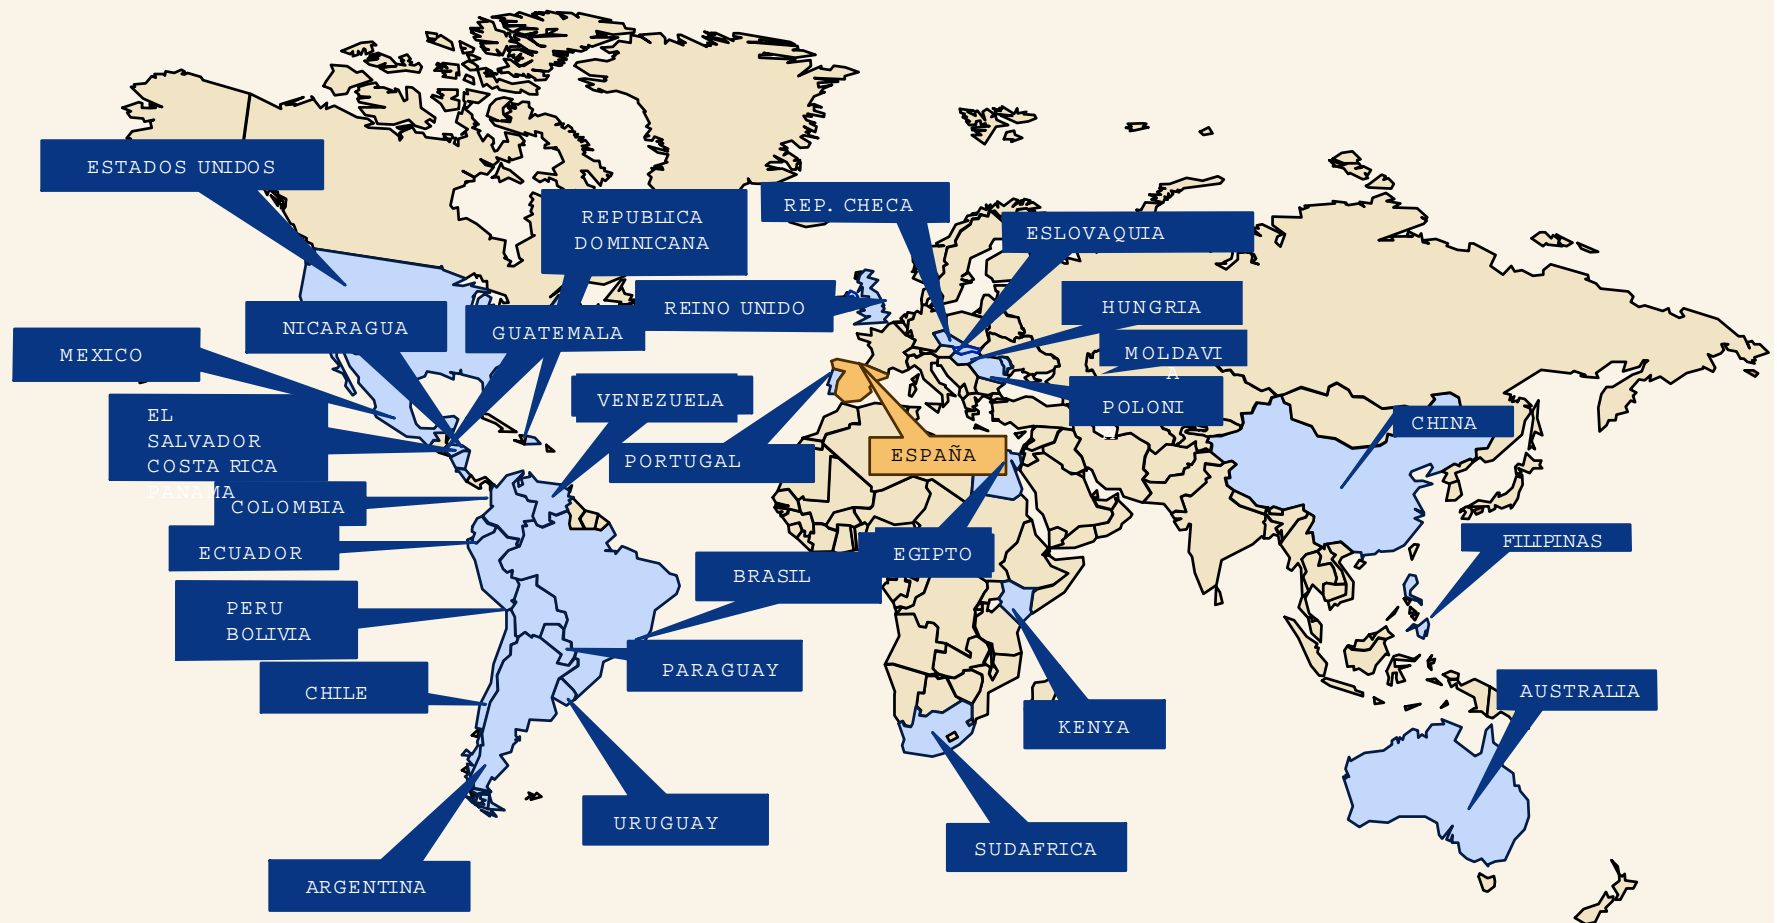 ESTADOS UNIDOS
REPUBLICA
DOMINICANA
REP. CHECA
ESLOVAQUIA
REINO UNIDO
HUNGRIA
NICARAGUA
GUATEMALA
MEXICO
MOLDAVI
A
VENEZUELA
POLONI
EL
SALVADOR
COSTA RICA
PANAMA
CHINA
PORTUGAL
ESPAÑA
COLOMBIA
ECUADOR
EGIPTO
FILIPINAS
BRASIL
PERU
BOLIVIA
PARAGUAY
CHILE
AUSTRALIA
KENYA
URUGUAY
SUDAFRICA
ARGENTINA